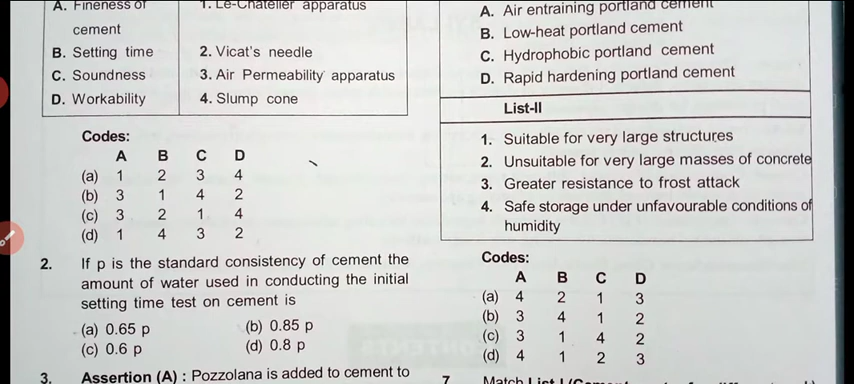 A. Fineness of
cement
B. Setting time
C. Soundness
D. Workability
1. Le-Chatelier apparatus
2. Vicat's needle
3. Air Permeability apparatus
4. Slump cone
Codes:
A B C D
(a) 1 2 3 4
(b) 3 1 4 2
(c) 3 2 1 4
(d) 1 4 3 2
2. If p is the standard consistency of cement the
amount of water used in conducting the initial
setting time test on cement is
(a) 0.65 p (b) 0.85 p
(c) 0.6 p (d) 0.8 p
3. Assertion (A) : Pozzolana is added to cement to
A. Air entraining portland cement
B. Low-heat portland cement
C. Hydrophobic portland cement
D. Rapid hardening portland cement
List-II
1. Suitable for very large structures
2. Unsuitable for very large masses of concrete
3. Greater resistance to frost attack
4. Safe storage under unfavourable conditions of
humidity
Codes:
A B C D
(a) 4 2 1 3
(b) 3 4 1 2
(c) 3 1 4 2
(d) 4 1 2 3
7. Match List I